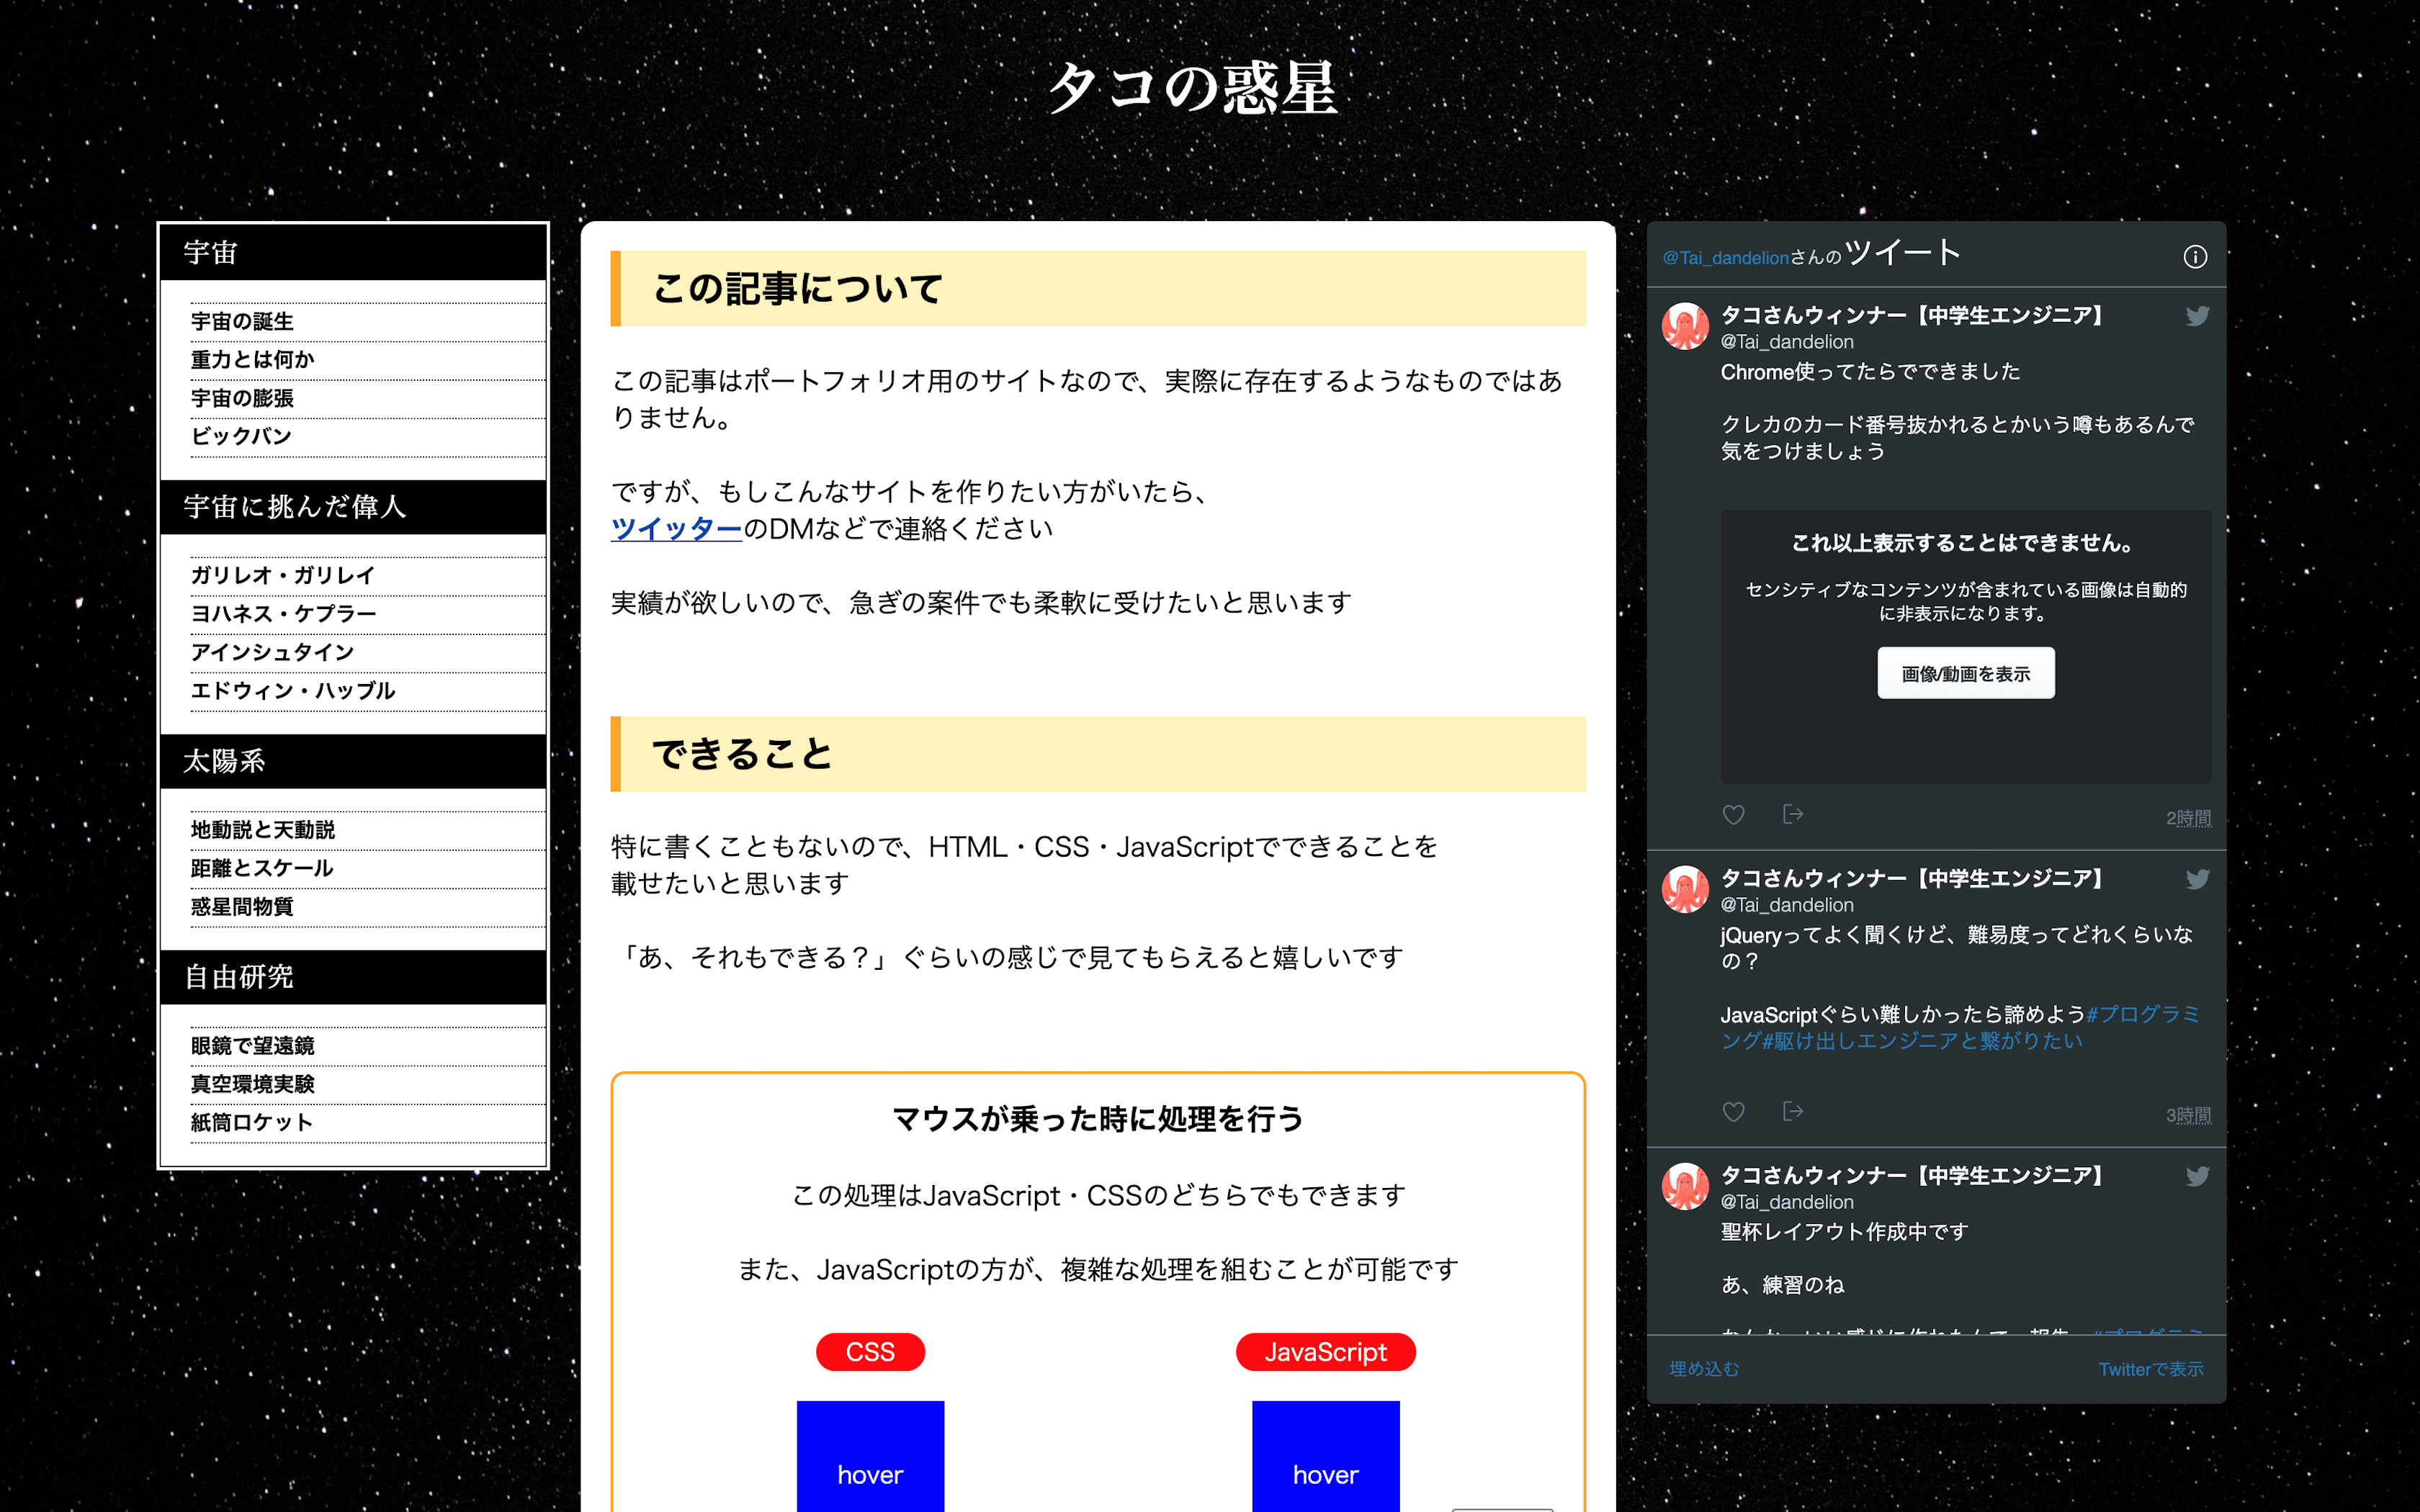 タコの惑星
宇宙
宇宙の誕生
重力とは何か
宇宙の膨張
ビックバン
宇宙に挑んだ偉人
ガリレオ・ガリレイ
ヨハネス・ケプラー
アインシュタイン
エドウィン・ハッブル
太陽系
地動説と天動説
距離とスケール
惑星間物質
自由研究
眼鏡で望遠鏡
真空環境実験
紙筒ロケット
この記事について
この記事はポートフォリオ用のサイトなので、実際に存在するようなものではあ
りません。
ですが、もしこんなサイトを作りたい方がいたら、
ツイッターのDMなどで連絡ください
実績が欲しいので、急ぎの案件でも柔軟に受けたいと思います
できること
特に書くこともないので、HTML・CSS・JavaScriptでできることを
載せたいと思います
「あ、それもできる？」ぐらいの感じで見てもらえると嬉しいです
マウスが乗った時に処理を行う
この処理はJavaScript・CSSのどちらでもできます
また、JavaScriptの方が、複雑な処理を組むことが可能です
CSS
JavaScript
hover
hover
@Tai_dandelionさんのツイート
タコさんウィンナー【中学生エンジニア】
@Tai_dandelion
Chrome使ってたらでできました
クレカのカード番号抜かれるとかいう噂もあるんで
気をつけましょう
これ以上表示することはできません。
センシティブなコンテンツが含まれている画像は自動的
に非表示になります。
画像/動画を表示
2時間
タコさんウィンナー【中学生エンジニア】
@Tai_dandelion
jQueryってよく聞くけど、難易度ってどれくらいな
の？
JavaScriptぐらい難しかったら諦めよう#プログラミ
ング#駆け出しエンジニアと繋がりたい
3時間
タコさんウィンナー【中学生エンジニア】
@Tai_dandelion
聖杯レイアウト作成中です
あ、練習のね
埋め込む
Twitterで表示